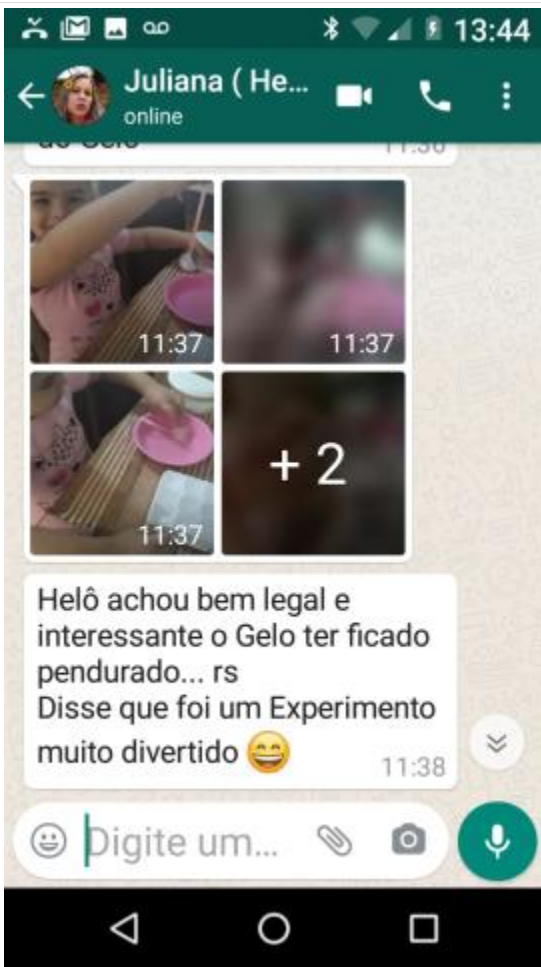 13:44
Juliana ( He...
online
11:37
11:37
11:37
+ 2
Helô achou bem legal e
interessante o Gelo ter ficado
pendurado... rs
Disse que foi um Experimento
muito divertido 😄
11:38
Digite um...